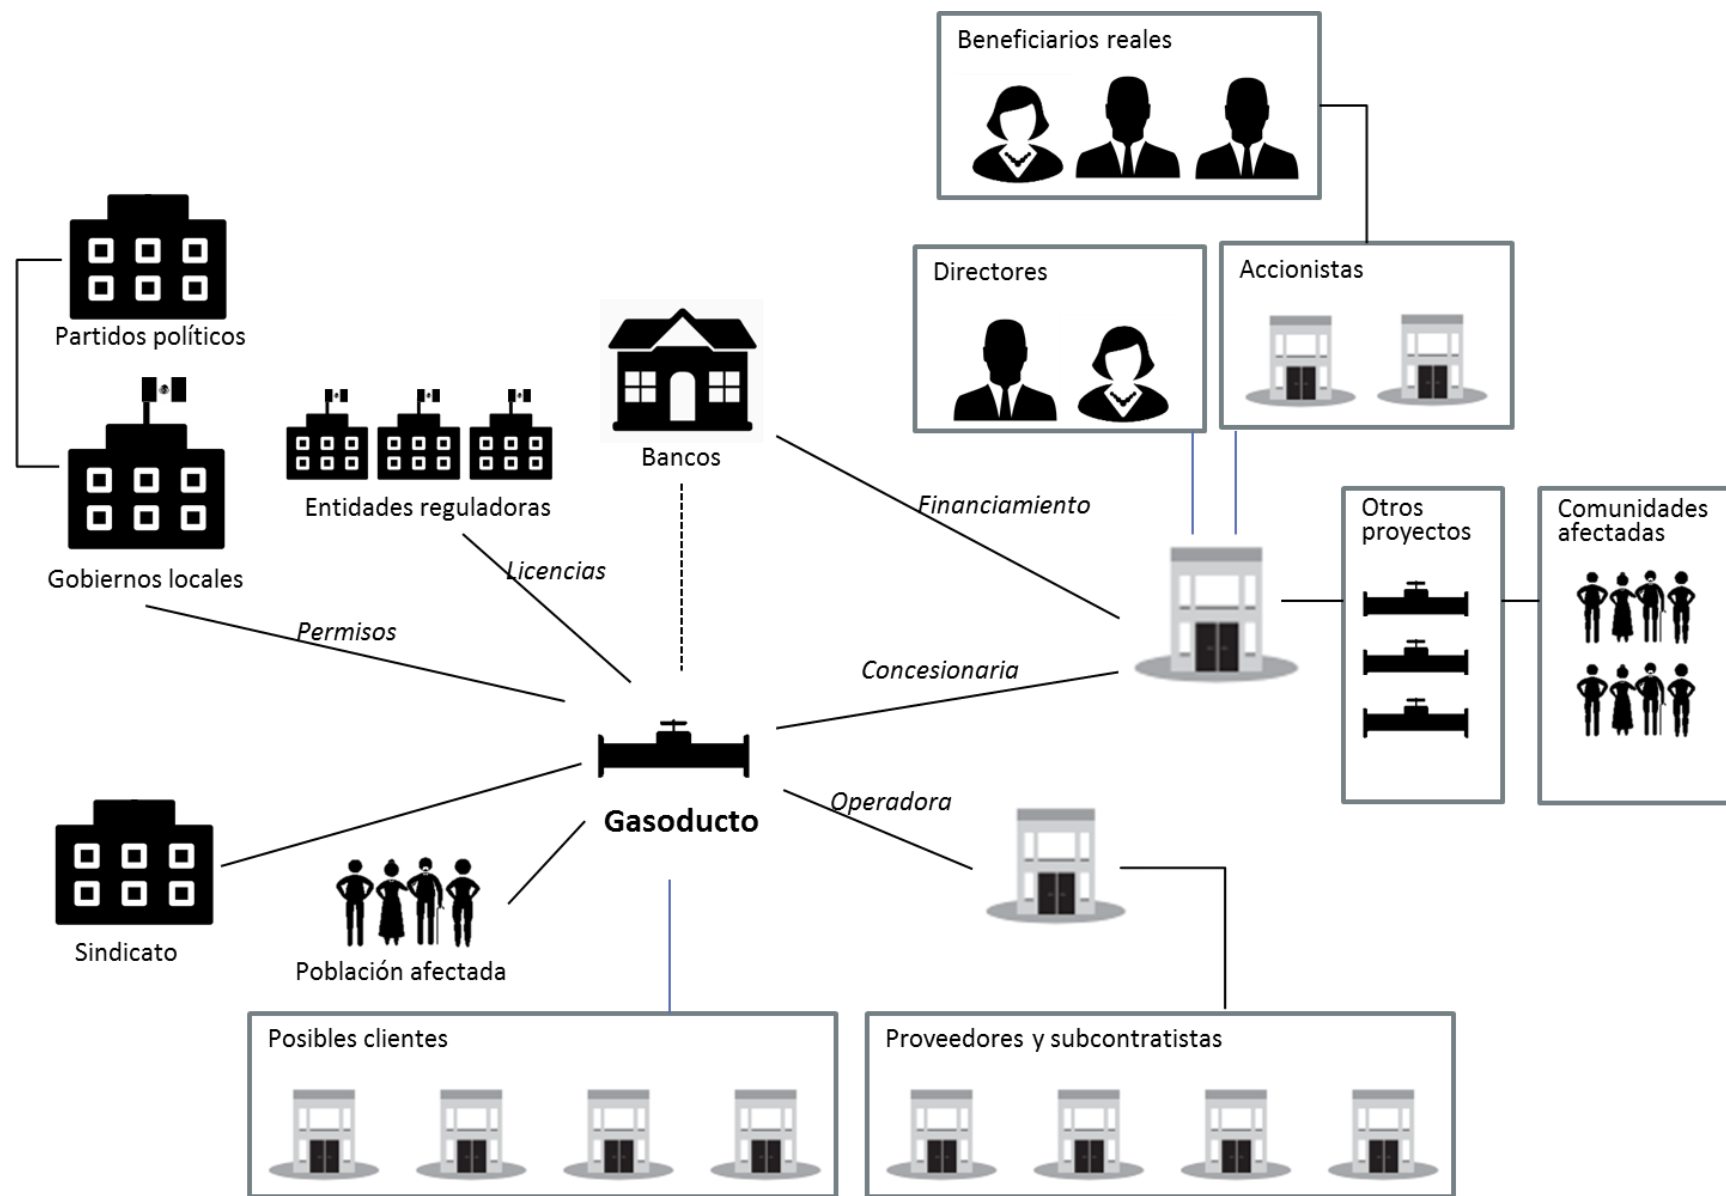 Beneficiarios reales
Directores
Accionistas
Partidos políticos
Bancos
Entidades reguladoras
Financiamiento
Otros
proyectos
Comunidades
afectadas
Gobiernos locales
Licencias
Permisos
Concesionaria
Operadora
Gasoducto
Sindicato
Población afectada
Posibles clientes
Proveedores y subcontratistas